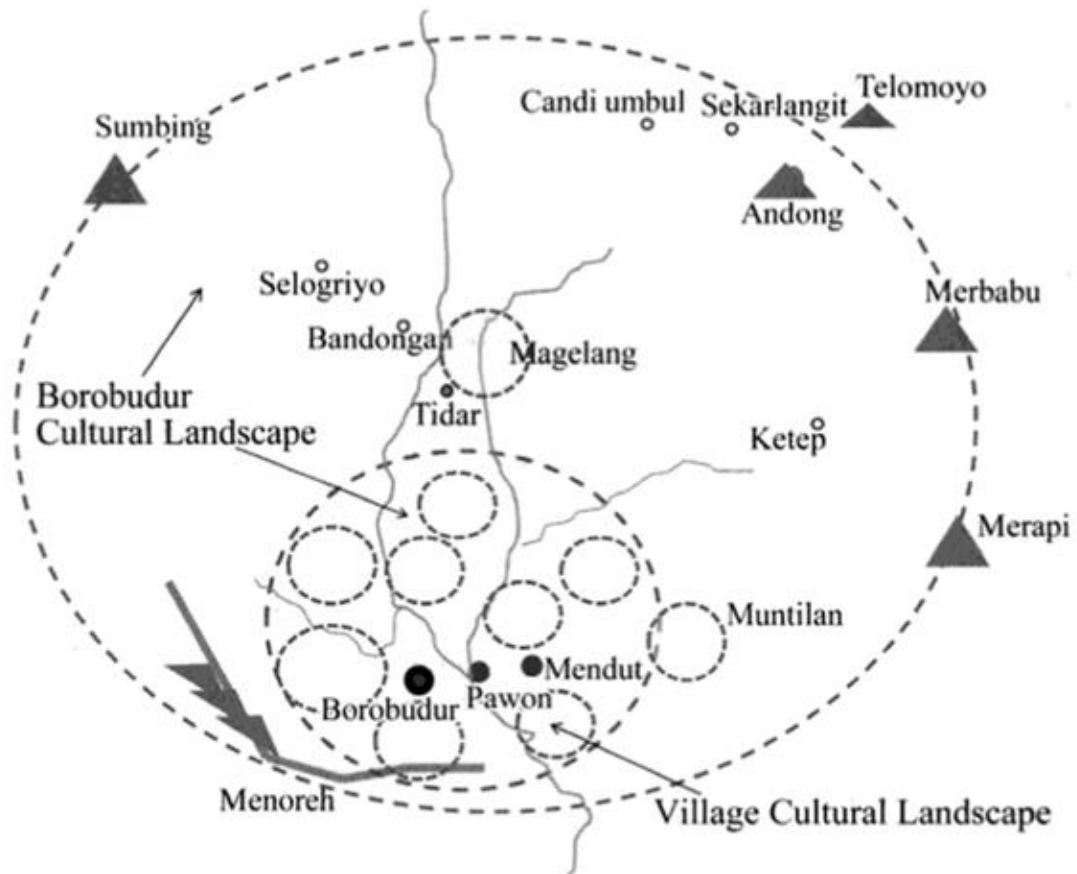 Telomoyo
Candi umbul
Sekarlangit
Sumbing
Andong
Selogriyo
Merbabu
Bandongan
Magelang
Borobudur
Cultural Landscape
Tidar
Ketep
Merapi
Muntilan
Mendut
Pawon
Borobudur
Menoreh
Village Cultural Landscape